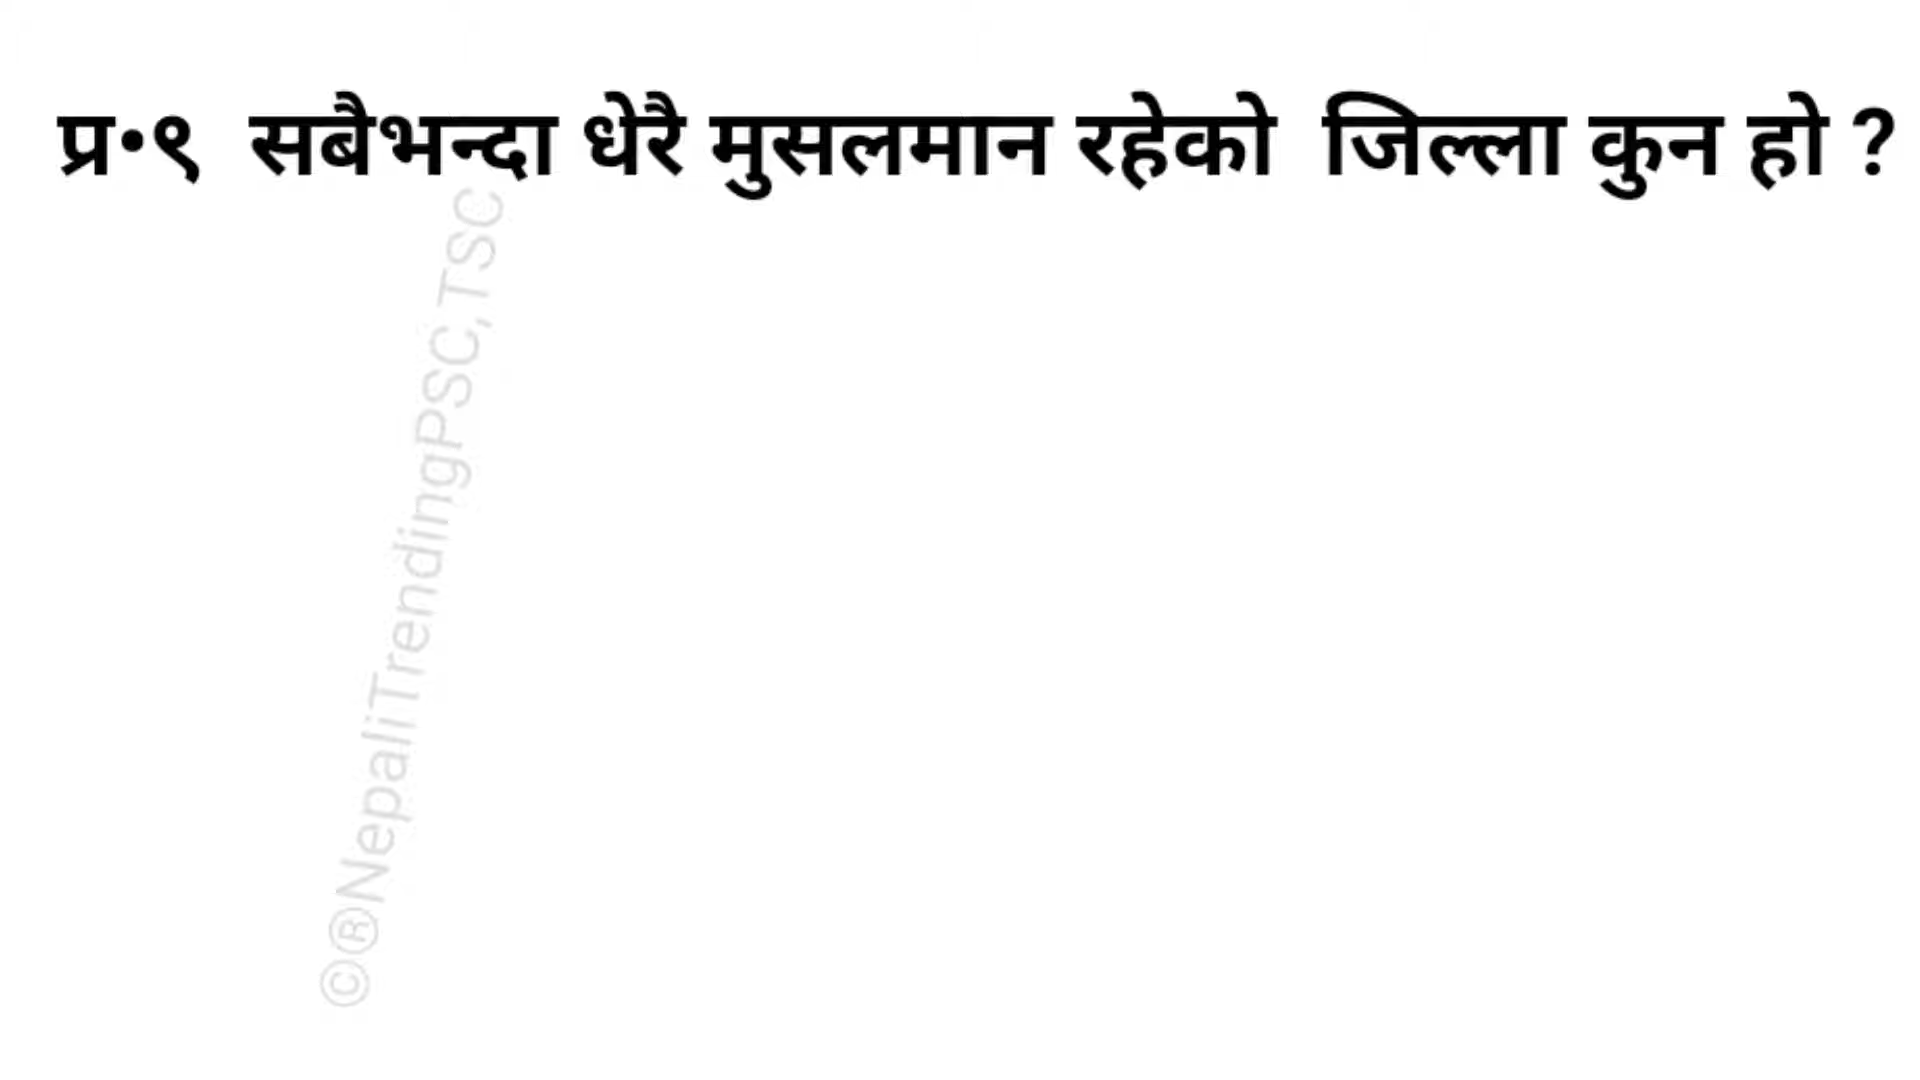 प्र•९ सबैभन्दा धेरै मुसलमान रहेको जिल्ला कुन हो ?
©®NepaliTrendingPSC,TSC